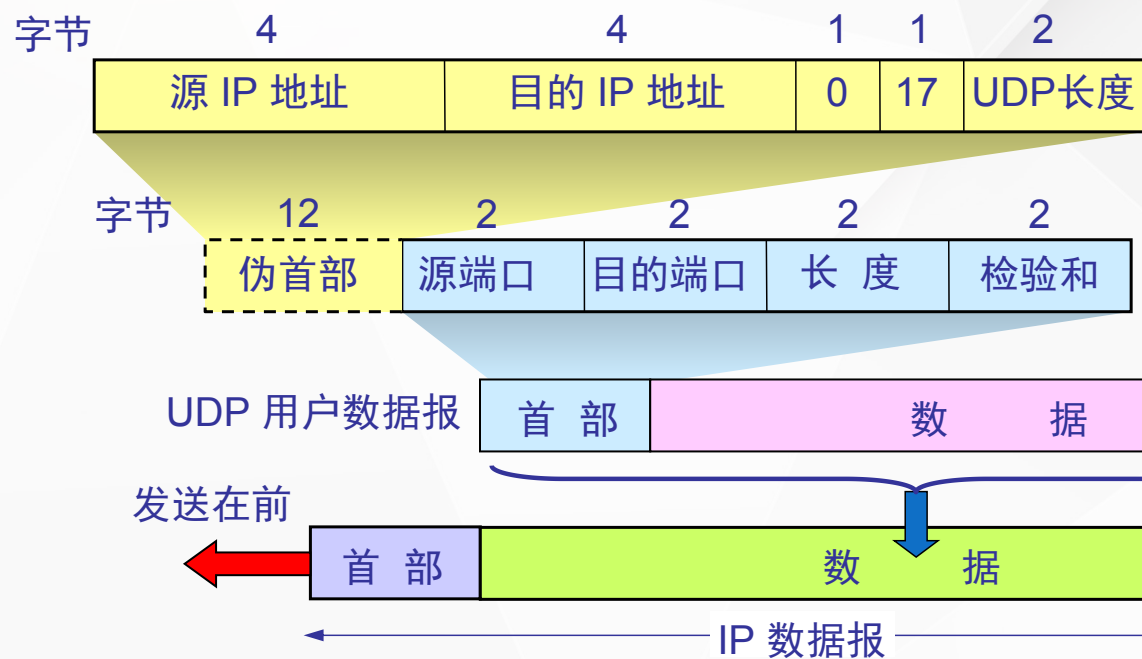 字节 4 4 1 1 2
源 IP 地址 目的 IP 地址 0 17 UDP长度
字节 12 2 2 2 2
伪首部 源端口 目的端口 长 度 检验和
UDP 用户数据报 首 部 数 据
发送在前
首 部 数 据
IP 数据报